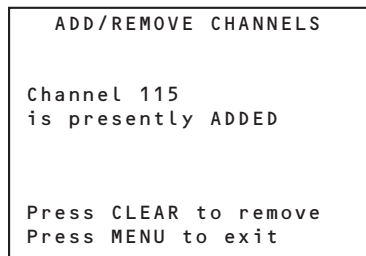 ADD/REMOVE CHANNELS
Channel 115
is presently ADDED
Press CLEAR to remove
Press MENU to exit